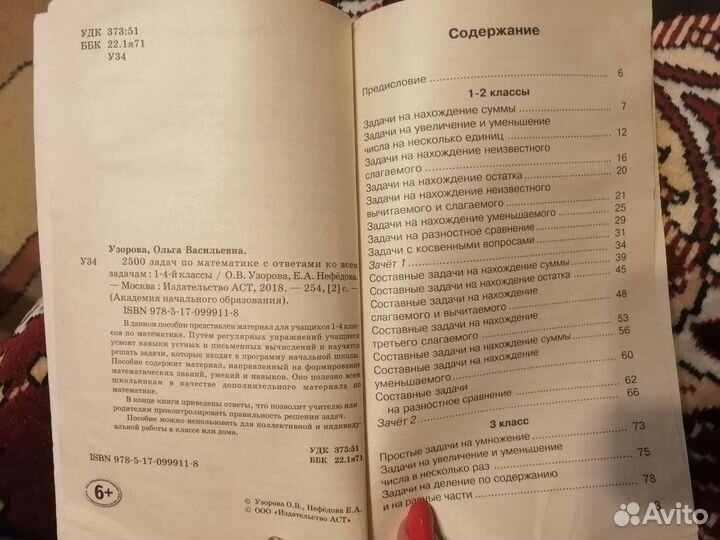 УДК 373:51
ББК 22.1я71
У34
Узорова, Ольга Васильевна.
У34 2500 задач по математике с ответами ко всем
задачам : 1-4-й классы / О.В. Узорова, Е.А. Нефёдова.
– Москва : Издательство АСТ, 2018. — 254, [2] с. –
(Академия начального образования).
ISBN 978-5-17-099911-8
В данном пособии представлен материал для учащихся 1-4 клас-
сов по математике. Путём регулярных упражнений учащиеся
усвоят навыки устных и письменных вычислений и научатся
решать задачи, которые входят в программу начальной школы.
Пособие содержит материал, направленный на формирование
математических знаний, умений и навыков. Оно полезно всем
школьникам в качестве дополнительного материала по
математике.
В конце книги приведены ответы, что позволит учителю или
родителям проконтролировать правильность решения задач.
Пособие можно использовать для коллективной и индивиду-
альной работы в классе или дома.
УДК 373:51
ББК 22.1я71
ISBN 978-5-17-099911-8
6+
© Узорова О.В., Нефёдова Е.А.
© ООО «Издательство АСТ»
Содержание
Предисловие 6
1-2 классы
Задачи на нахождение суммы 7
Задачи на увеличение и уменьшение
числа на несколько единиц 12
Задачи на нахождение неизвестного
слагаемого 16
Задачи на нахождение остатка 20
Задачи на нахождение неизвестного
вычитаемого и слагаемого 21
Задачи на нахождение уменьшаемого 25
Задачи на разностное сравнение 29
Задачи с косвенными вопросами 31
Зачёт 1 34
Составные задачи на нахождение суммы 39
Составные задачи на нахождение остатка 45
Составные задачи на нахождение
слагаемого и вычитаемого 48
Составные задачи на нахождение
третьего слагаемого 53
Составные задачи на нахождение суммы 56
Составные задачи на нахождение
уменьшаемого 60
Составные задачи
на разностное сравнение 62
Зачёт 2 66
3 класс
Простые задачи на умножение 73
Задачи на увеличение и уменьшение
числа в несколько раз 75
Задачи на деление по содержанию
и на равные части 78
3
Avito